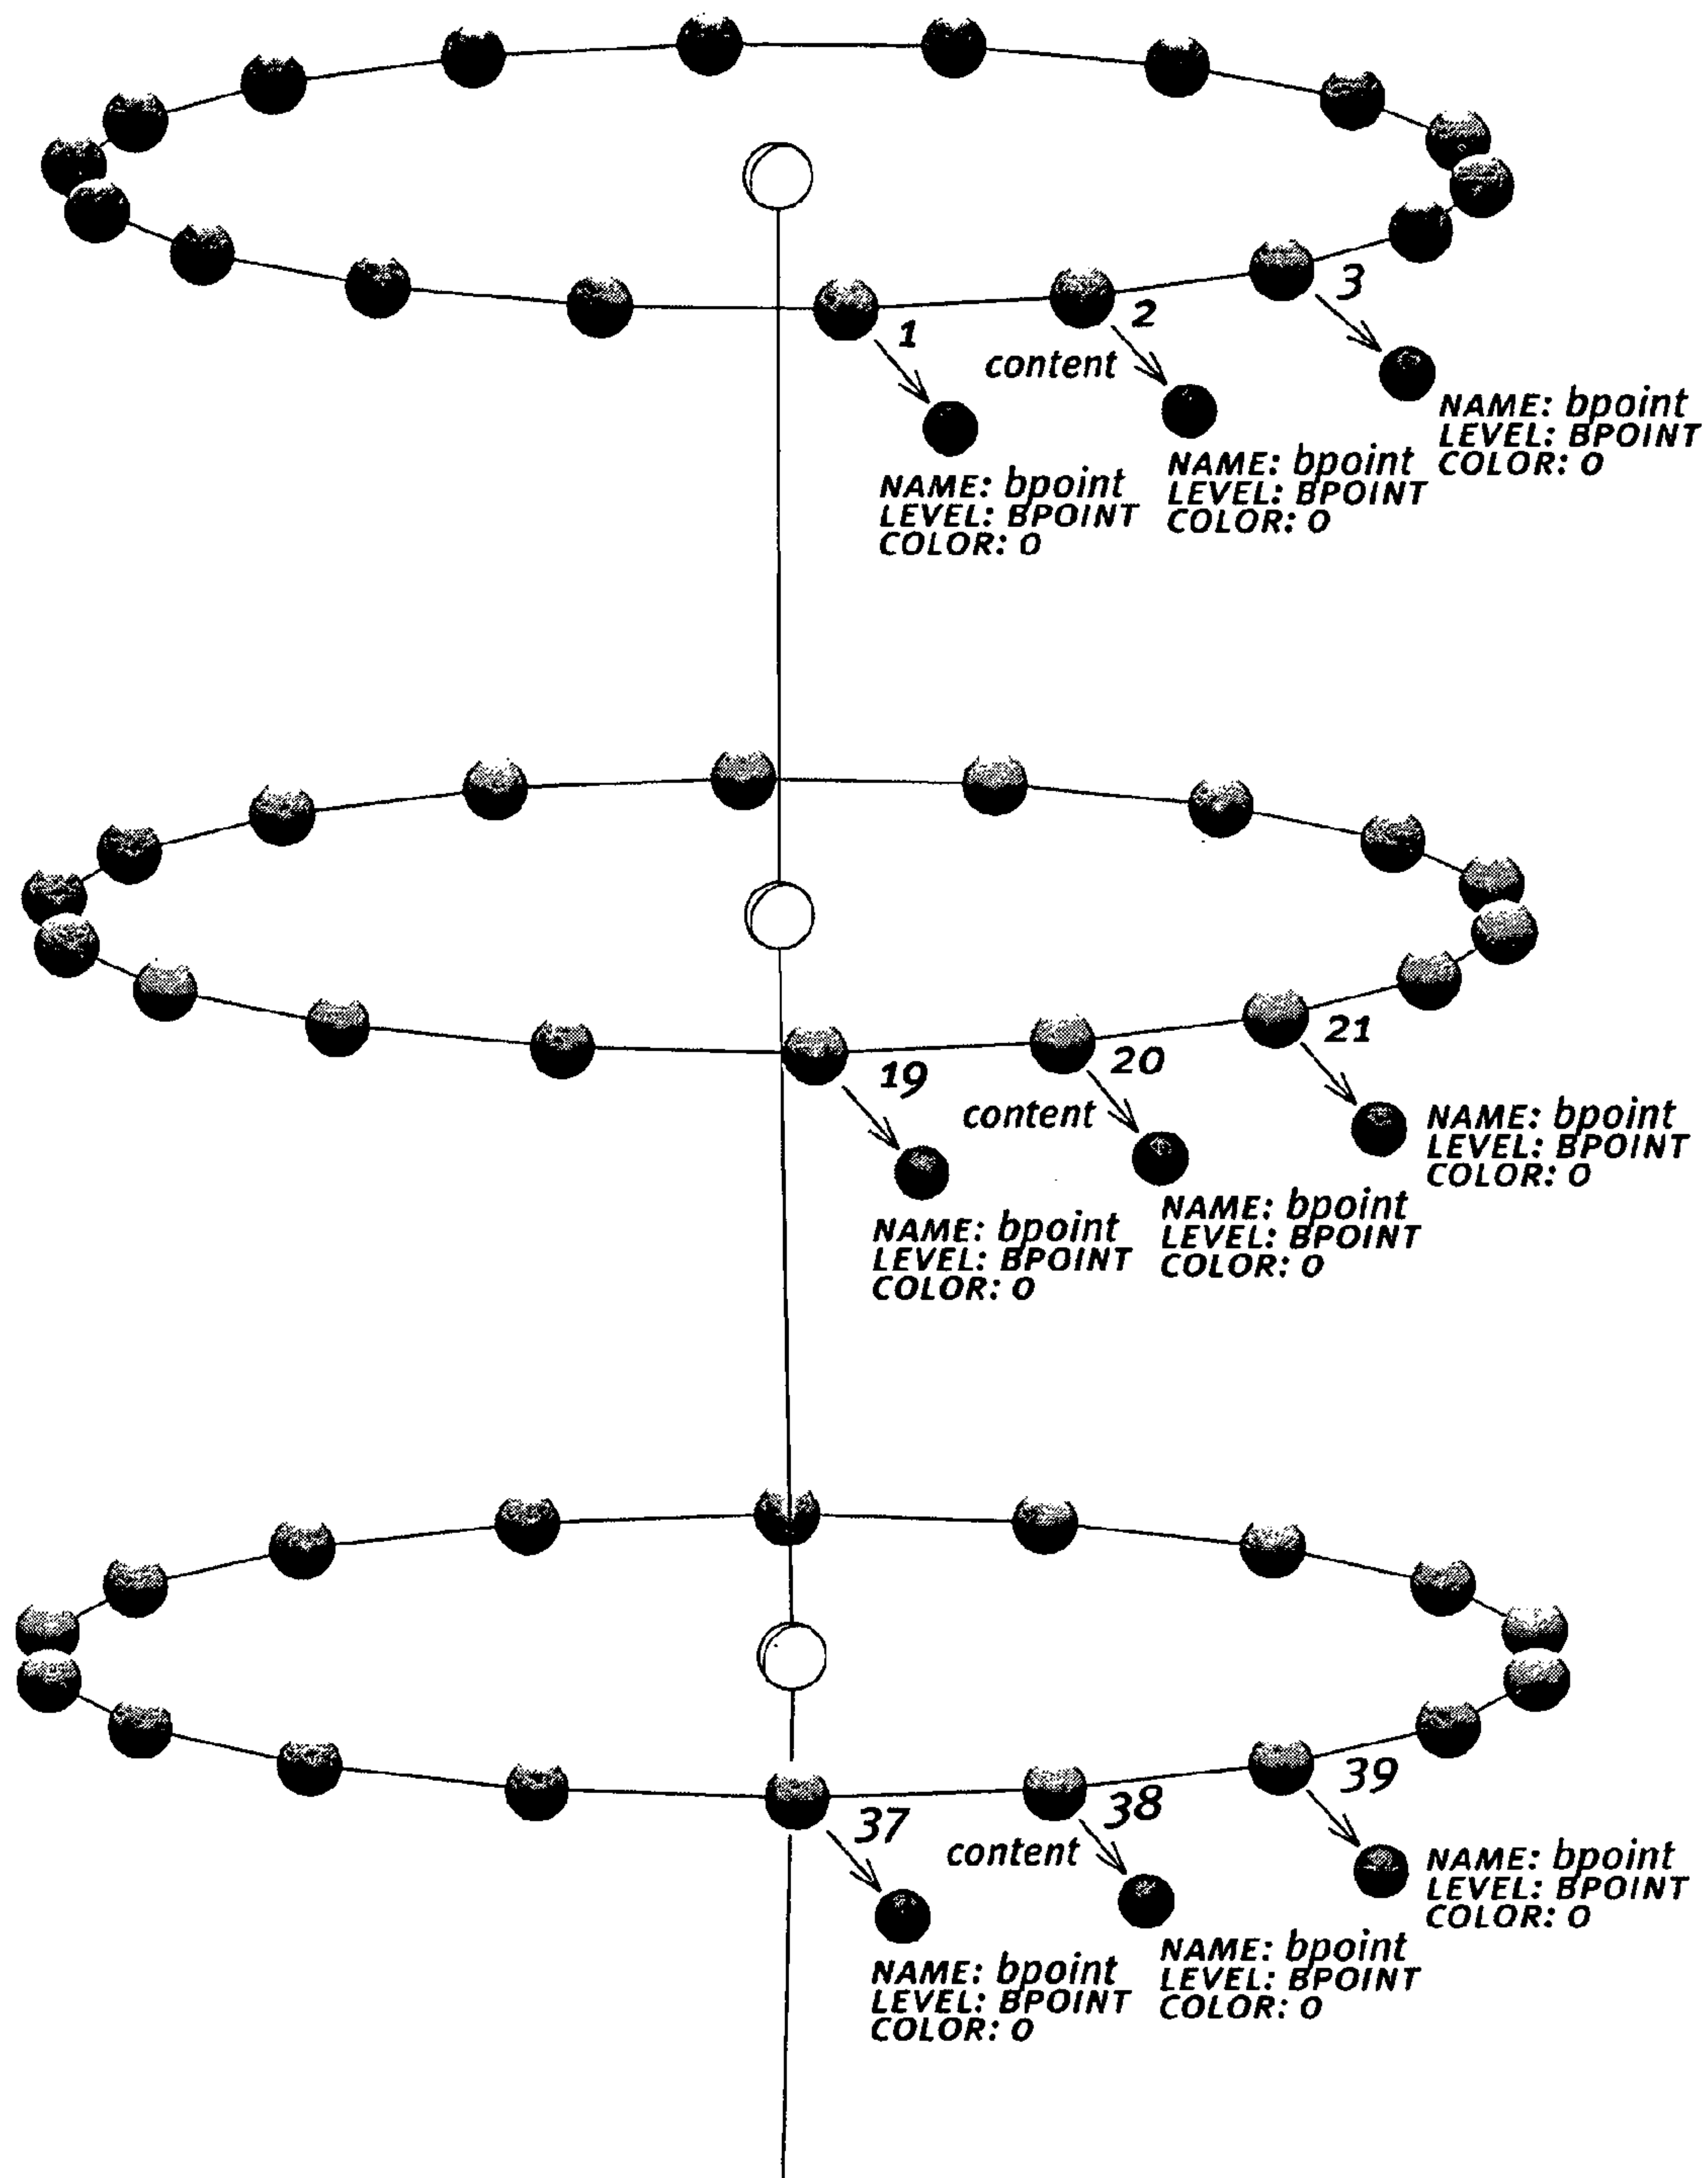 1
2
3
content
NAME: bpoint
LEVEL: BPOINT
COLOR: 0
NAME: bpoint
LEVEL: BPOINT
COLOR: 0
NAME: bpoint
LEVEL: BPOINT
COLOR: 0
19
20
21
content
NAME: bpoint
LEVEL: BPOINT
COLOR: 0
NAME: bpoint
LEVEL: BPOINT
COLOR: 0
NAME: bpoint
LEVEL: BPOINT
COLOR: 0
37
38
39
content
NAME: bpoint
LEVEL: BPOINT
COLOR: 0
NAME: bpoint
LEVEL: BPOINT
COLOR: 0
NAME: bpoint
LEVEL: BPOINT
COLOR: 0